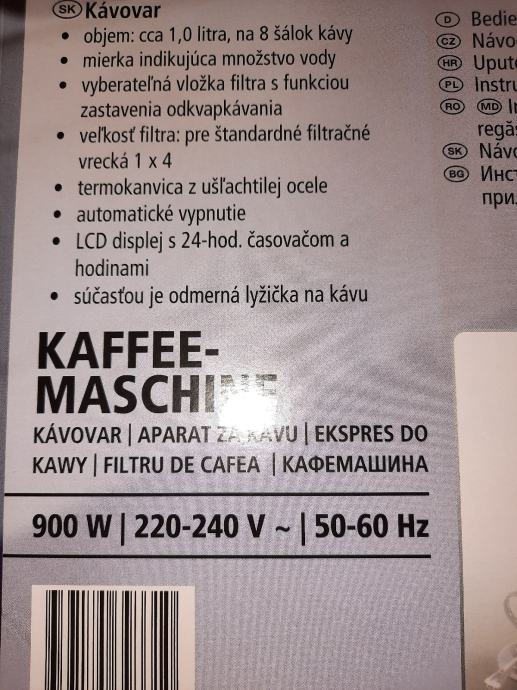 SK Kávovar
• objem: cca 1,0 litra, na 8 šálok kávy
• mierka indikujúca množstvo vody
• vyberateľná vložka filtra s funkciou
zastavenia odkvapkávania
• veľkosť filtra: pre štandardné filtračné
vrecká 1 x 4
• termokanvica z ušľachtilej ocele
• automatické vypnutie
• LCD displej s 24-hod. časovačom a
hodinami
• súčasťou je odmerná lyžička na kávu
KAFFEE-
MASCHINE
KÁVOVAR | APARAT ZA KAVU | EKSPRES DO
KAWY | FILTRU DE CAFEA | КАФЕМАШИНА
900 W | 220-240 V ~ | 50-60 Hz
D Bedie
CZ Návo
HR Uput
PL Instru
RO MD I
regăs
SK Návo
BG Инст
при